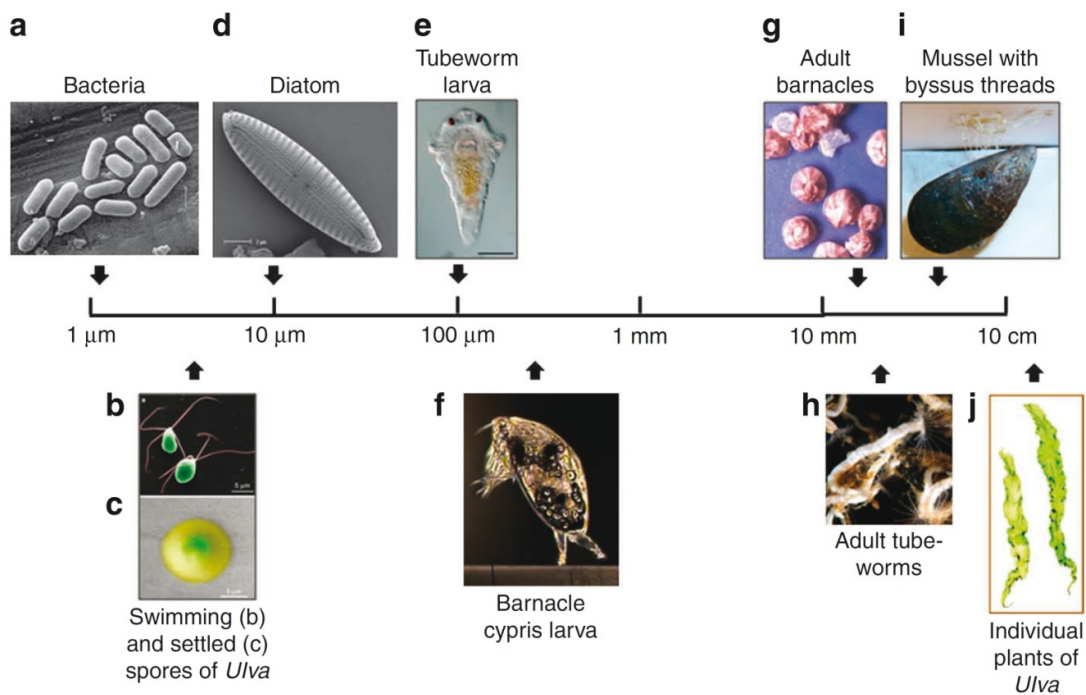 a
Bacteria
d
Diatom
e
Tubeworm
larva
g
Adult
barnacles
i
Mussel with
byssus threads
1 µm
10 µm
100 µm
1 mm
10 mm
10 cm
b
5 µm
c
5 µm
Swimming (b)
and settled (c)
spores of Ulva
f
Barnacle
cypris larva
h
Adult tube-
worms
j
Individual
plants of
Ulva